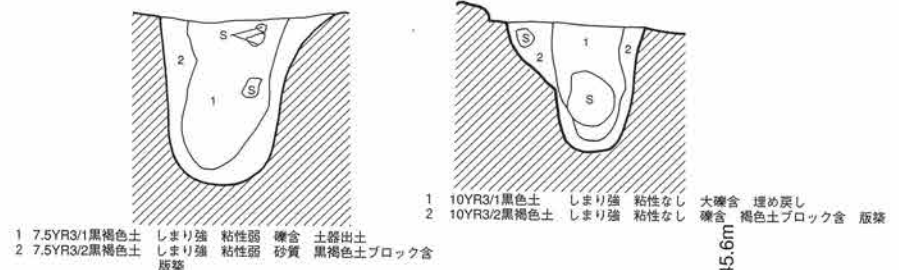 S
2
S
1
1
S
2
2
S
1 7.5YR3/1黒褐色土 しまり強 粘性弱 礫含 土器出土
2 7.5YR3/2黒褐色土 しまり強 粘性弱 砂質 黒褐色土ブロック含
版築
1 10YR3/1黒色土 しまり強 粘性なし 大礫含 埋め戻し
2 10YR3/2黒褐色土 しまり強 粘性なし 礫含 褐色土ブロック含 版築
45.6m